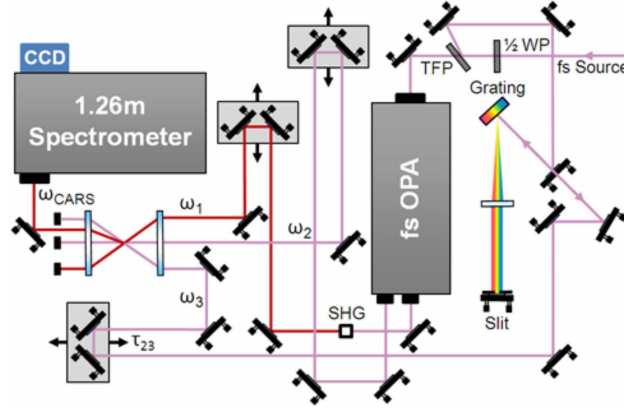 CCD
1.26m
Spectrometer
ωCARS
ω1
ω2
ω3
τ23
SHG
fs OPA
TFP
½ WP
fs Source
Grating
Slit